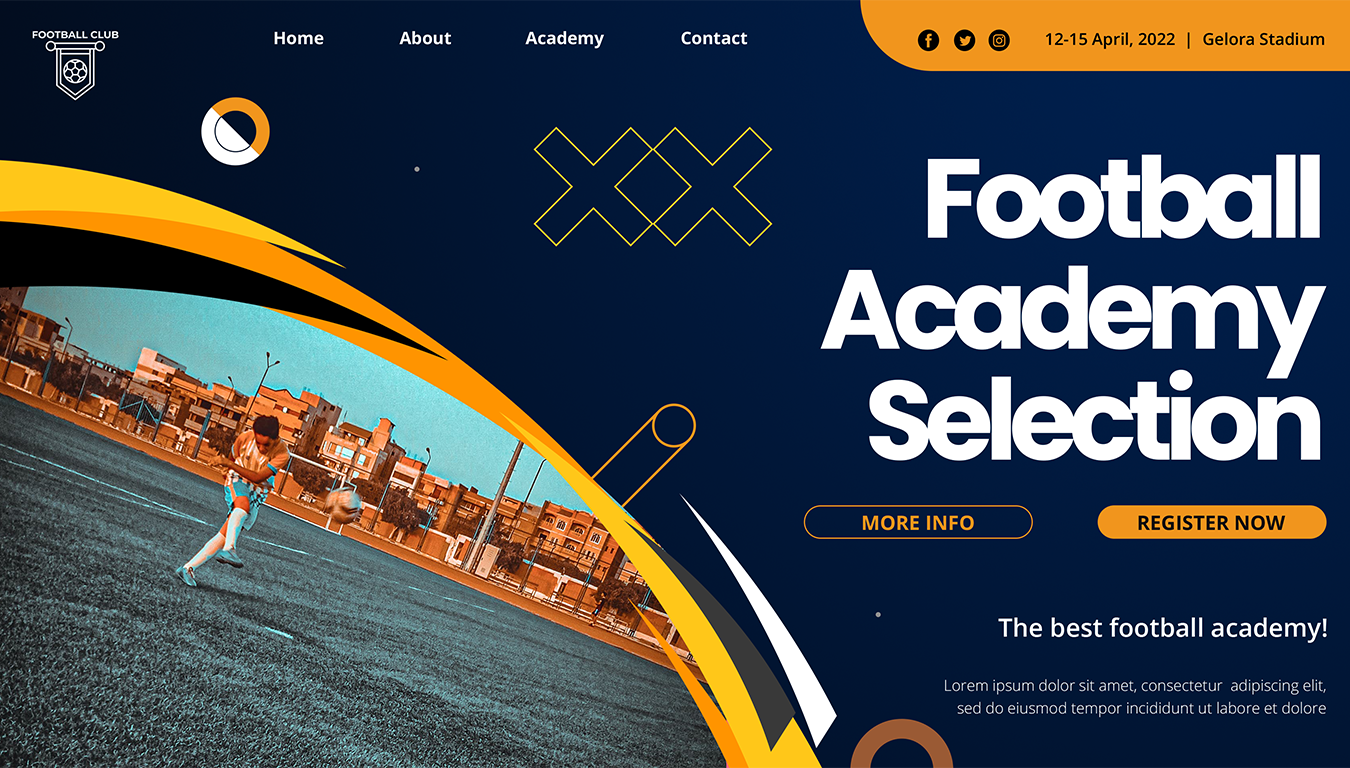 FOOTBALL CLUB
Home About Academy Contact
12-15 April, 2022 | Gelora Stadium
Football
Academy
Selection
MORE INFO
REGISTER NOW
The best football academy!
Lorem ipsum dolor sit amet, consectetur  adipiscing elit,
sed do eiusmod tempor incididunt ut labore et dolore